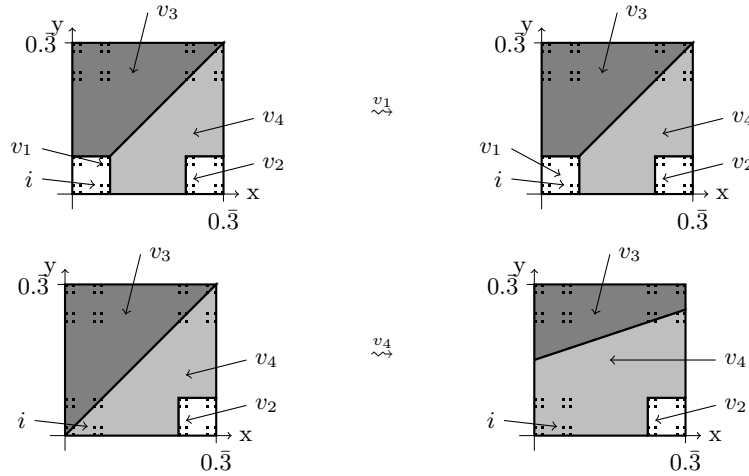 y v₃ y v₃
0.3̄ 0.3̄
v₁ ⇝
v₄ v₄
v₁ v₂ v₁ v₂
i x i x
0.3̄ 0.3̄
y v₃ y v₃
0.3̄ 0.3̄
v₄ ⇝
v₄ v₄
i v₂ i v₂
x x
0.3̄ 0.3̄